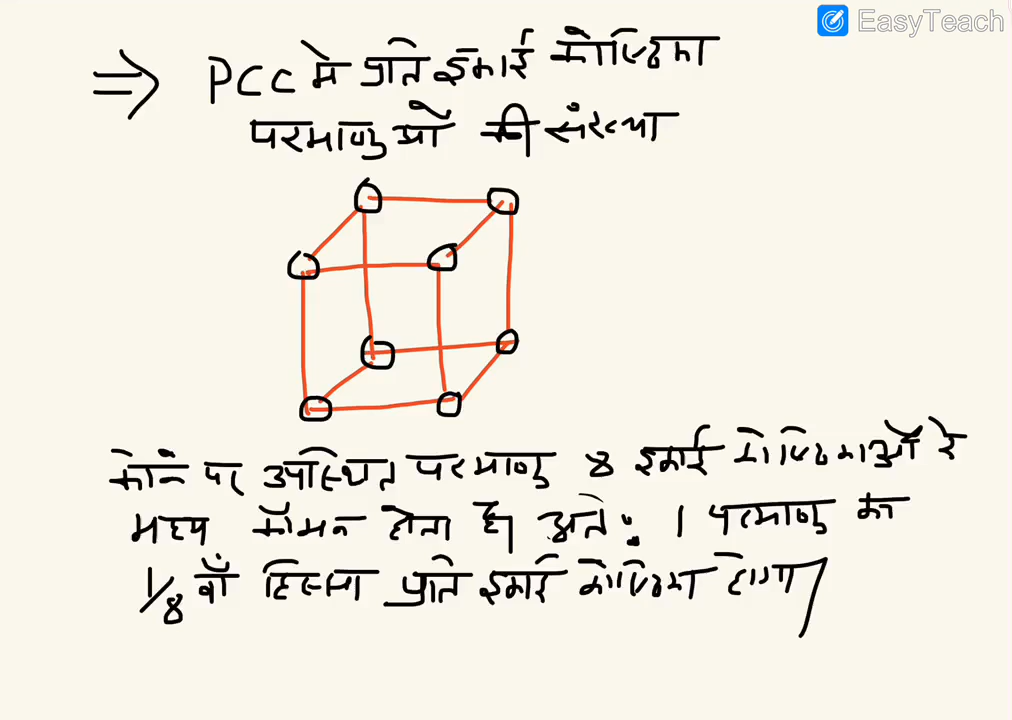 EasyTeach
⇒ PCC में प्रति इकाई कोष्ठिका
परमाणुओं की संख्या
कोने पर उपस्थित परमाणु 8 इकाई कोष्ठिकाओं के
मध्य कॉमन होता है। अतः 1 परमाणु का
1/8 वाँ हिस्सा प्रति इकाई कोष्ठिका होगा